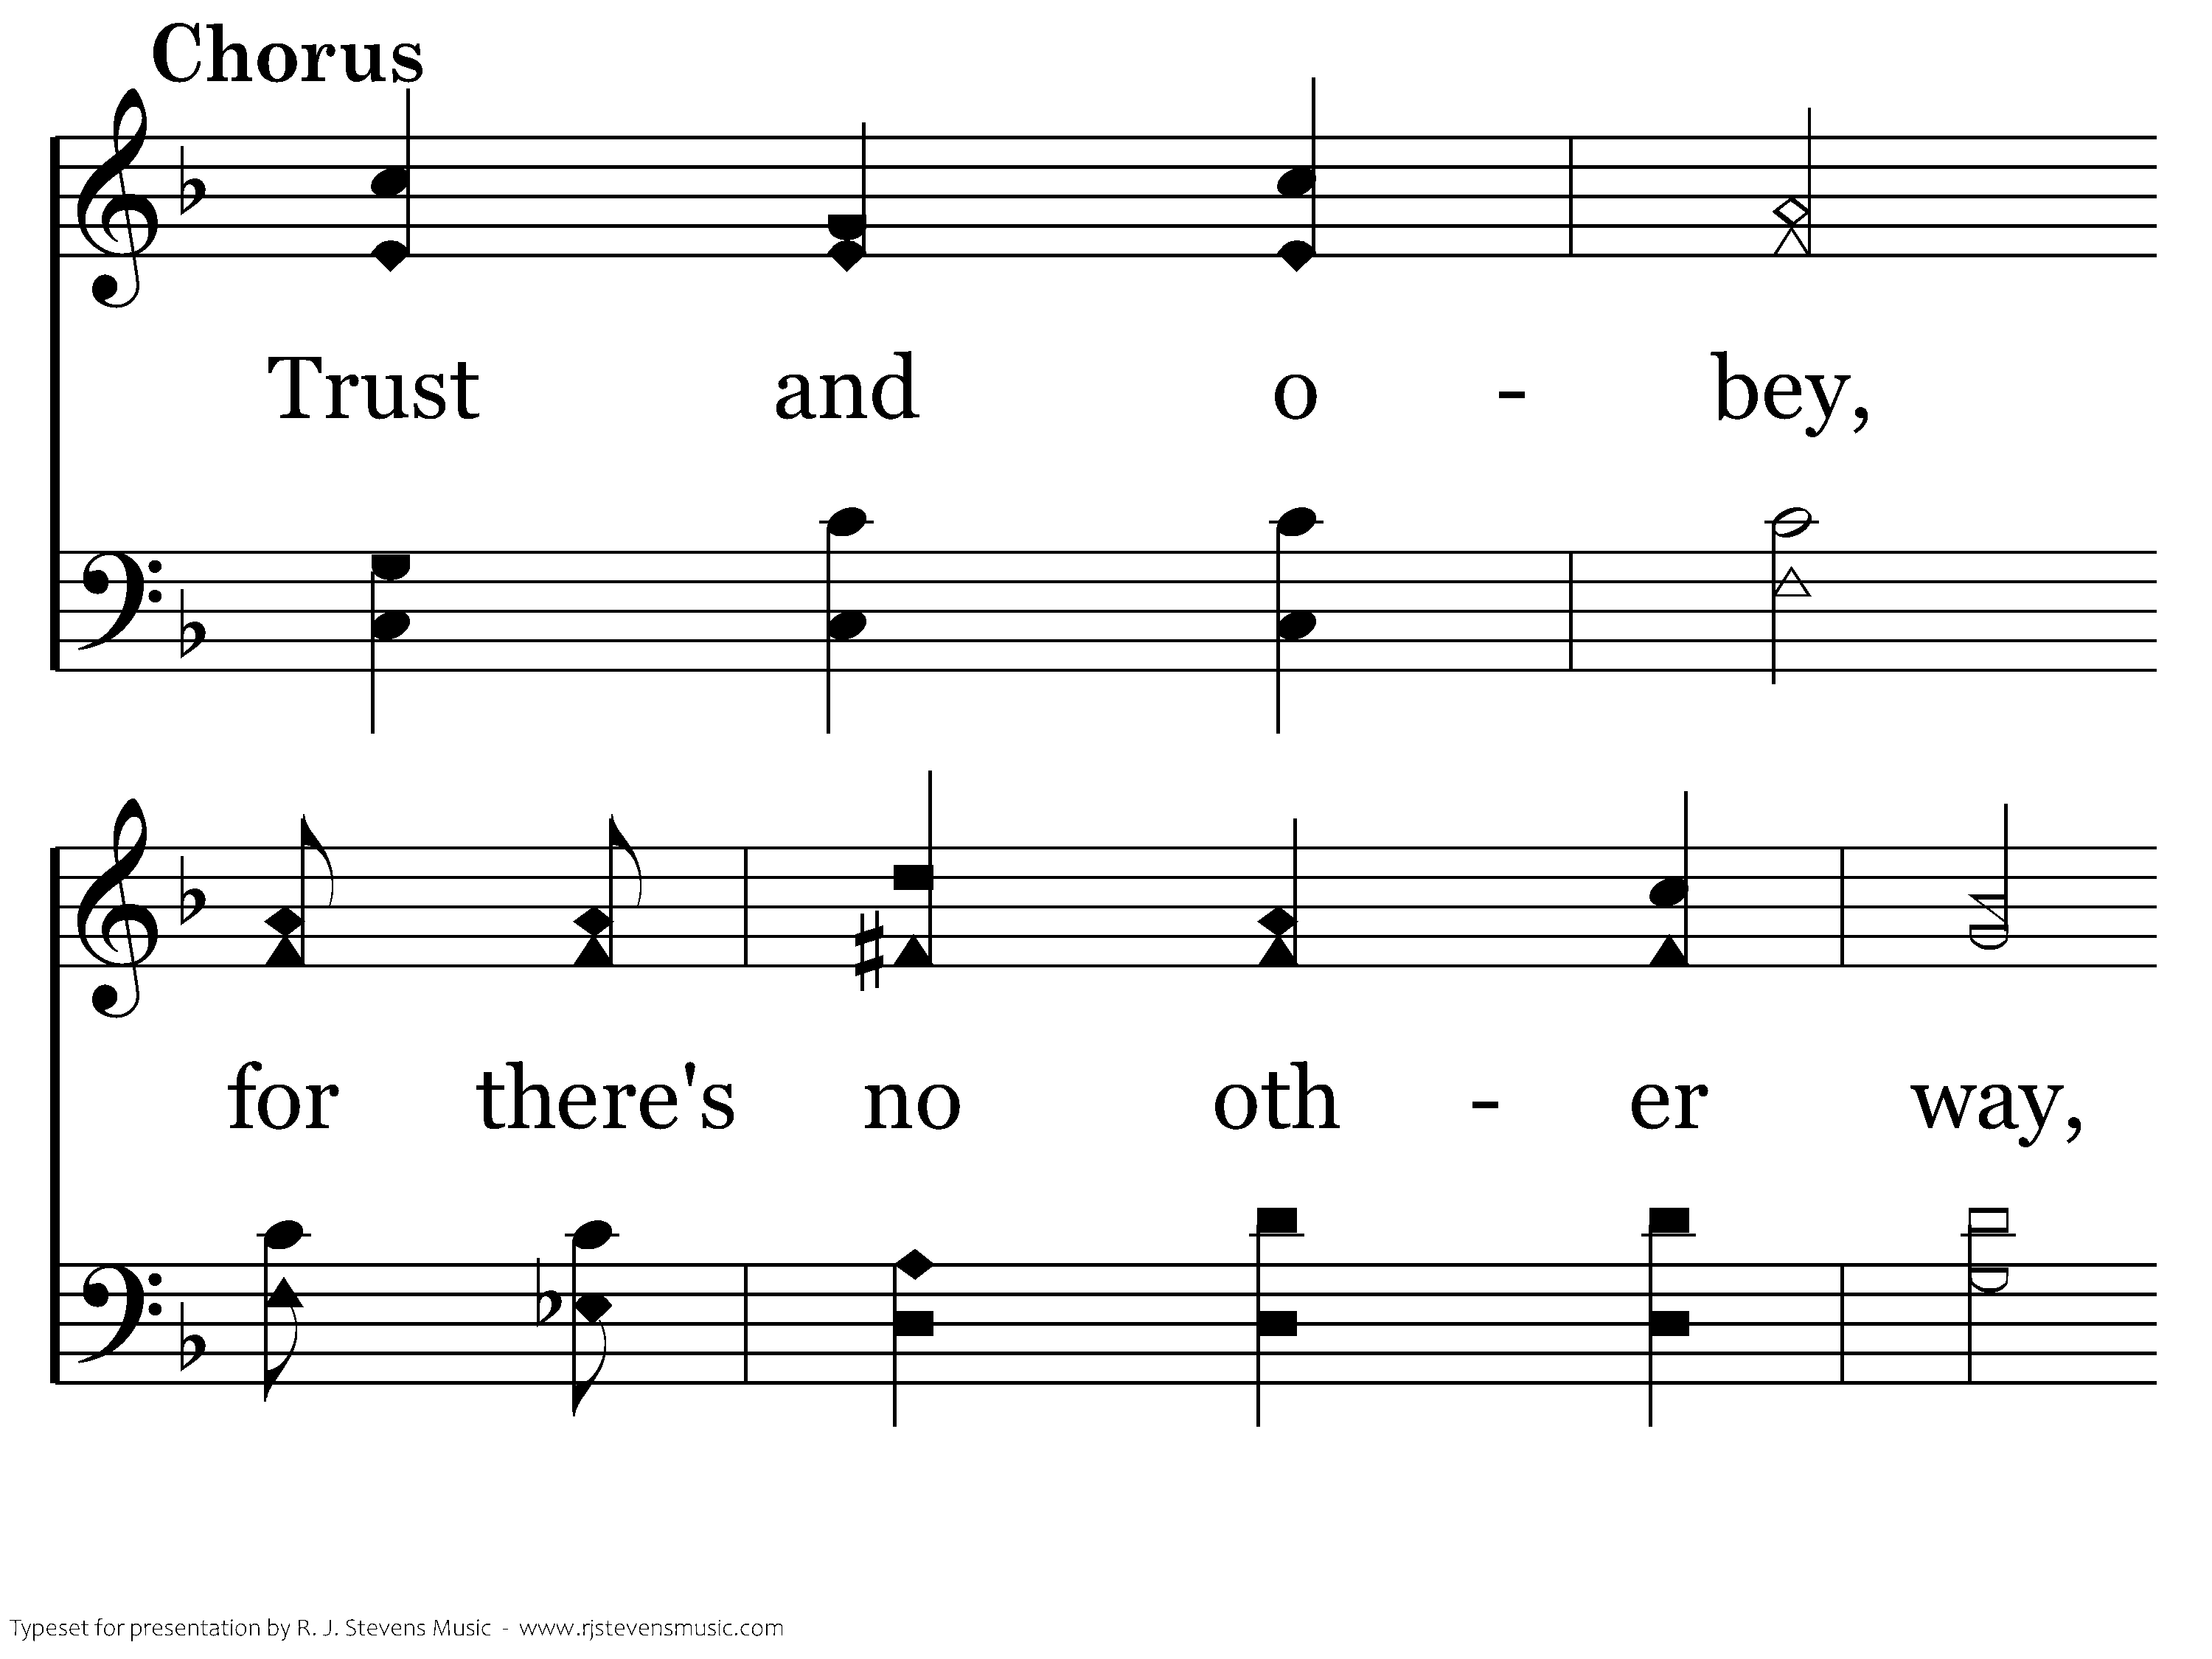 Chorus
Trust and o - bey,
for there's no oth - er way,
Typeset for presentation by R. J. Stevens Music - www.rjstevensmusic.com